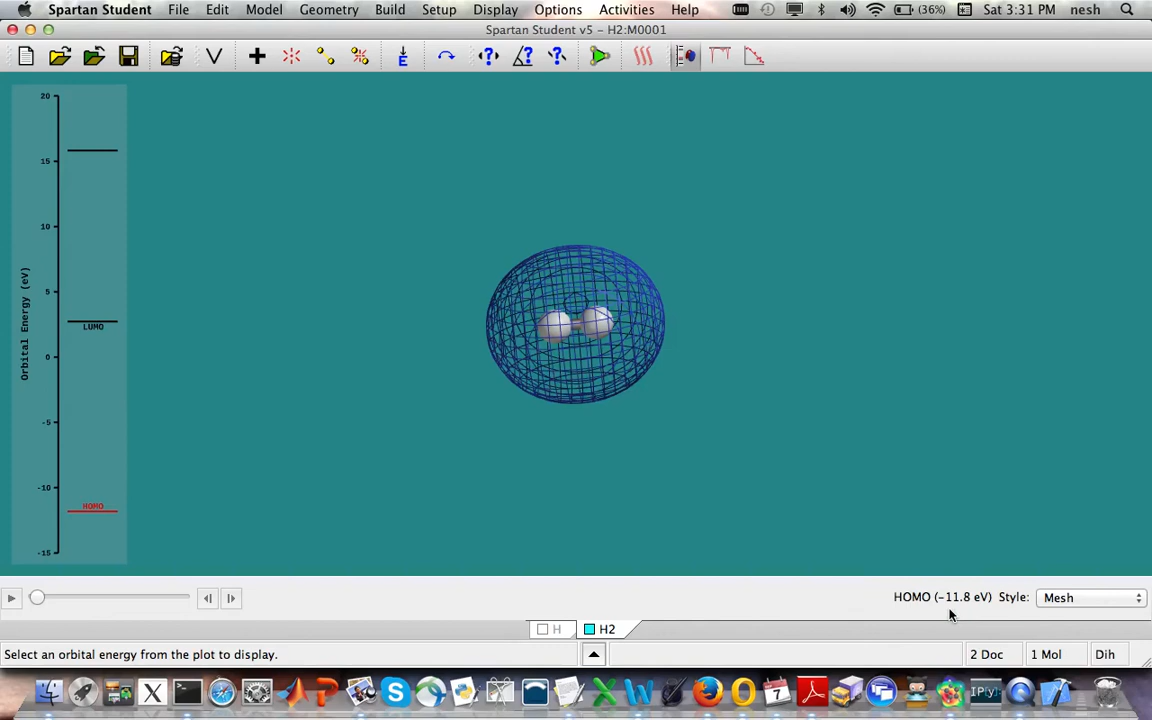 Spartan Student File Edit Model Geometry Build Setup Display Options Activities Help (36%) Sat 3:31 PM nesh
Spartan Student v5 – H2:M0001
20
15
10
5
LUMO
0
-5
-10
HOMO
-15
Orbital Energy (eV)
HOMO (-11.8 eV) Style: Mesh
H H2
Select an orbital energy from the plot to display. 2 Doc 1 Mol Dih